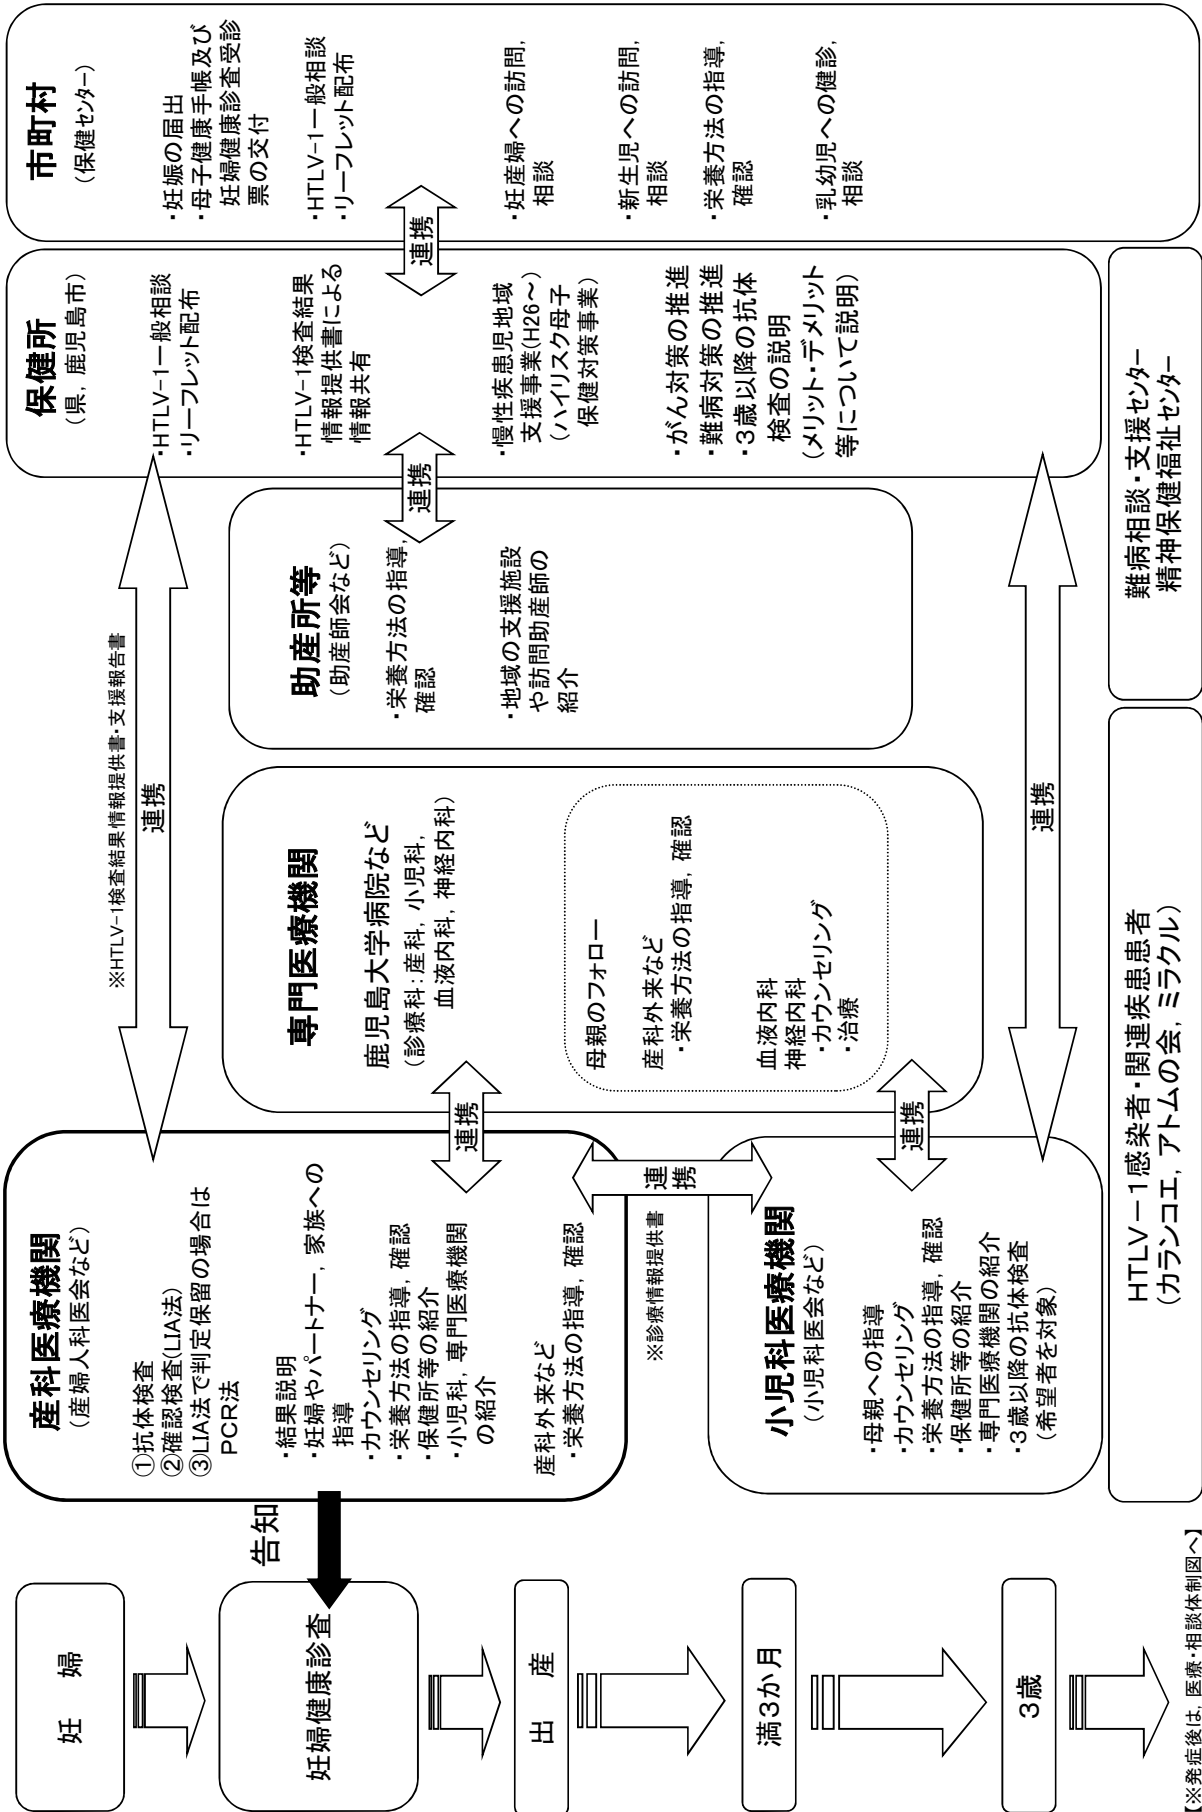 妊　婦
妊婦健康診査
出　産
満3か月
3歳
【※発症後は，医療・相談体制図へ】
告知
産科医療機関
（産婦人科医会など）
①抗体検査
②確認検査(LIA法)
③LIA法で判定保留の場合は
PCR法
・結果説明
・妊婦やパートナー，家族への
指導
・カウンセリング
・栄養方法の指導，確認
・保健所等の紹介
・小児科，専門医療機関
の紹介
産科外来など
・栄養方法の指導，確認
連携
※診療情報提供書
小児科医療機関
（小児科医会など）
・母親への指導
・カウンセリング
・栄養方法の指導，確認
・保健所等の紹介
・専門医療機関の紹介
・3歳以降の抗体検査
（希望者を対象）
連携
連携
専門医療機関
鹿児島大学病院など
（診療科：産科，小児科，
血液内科，神経内科）
母親のフォロー
産科外来など
・栄養方法の指導，確認
血液内科
神経内科
・カウンセリング
・治療
※HTLV-1検査結果情報提供書・支援報告書
連携
連携
助産所等
（助産師会など）
・栄養方法の指導，
確認
・地域の支援施設
や訪問助産師の
紹介
連携
保健所
（県，鹿児島市）
・HTLV-1一般相談
・リーフレット配布
・HTLV-1検査結果
情報提供書による
情報共有
・慢性疾患児地域
支援事業(H26～)
（ハイリスク母子
保健対策事業）
・がん対策の推進
・難病対策の推進
・3歳以降の抗体
検査の説明
（メリット・デメリット
等について説明）
連携
市町村
（保健センター）
・妊娠の届出
・母子健康手帳及び
妊婦健康診査受診
票の交付
・HTLV-1一般相談
・リーフレット配布
・妊産婦への訪問，
相談
・新生児への訪問，
相談
・栄養方法の指導，
確認
・乳幼児への健診，
相談
HTLV－1感染者・関連疾患患者
（カランコエ，アトムの会，ミラクル）
難病相談・支援センター
精神保健福祉センター